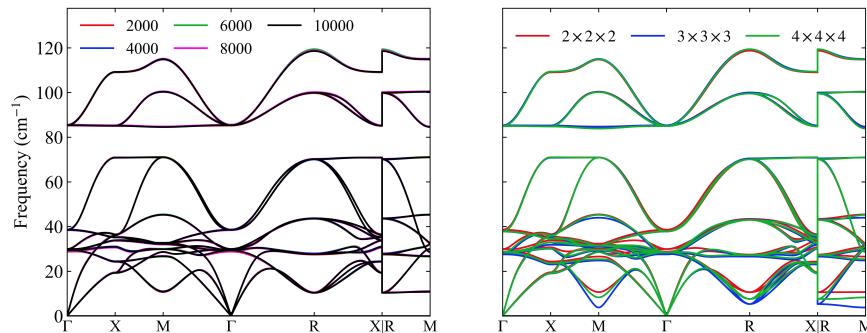 2000 6000 10000
4000 8000
2×2×2 3×3×3 4×4×4
Frequency (cm⁻¹)
120
100
80
60
40
20
0
Γ X M Γ R X|R M
Γ X M Γ R X|R M